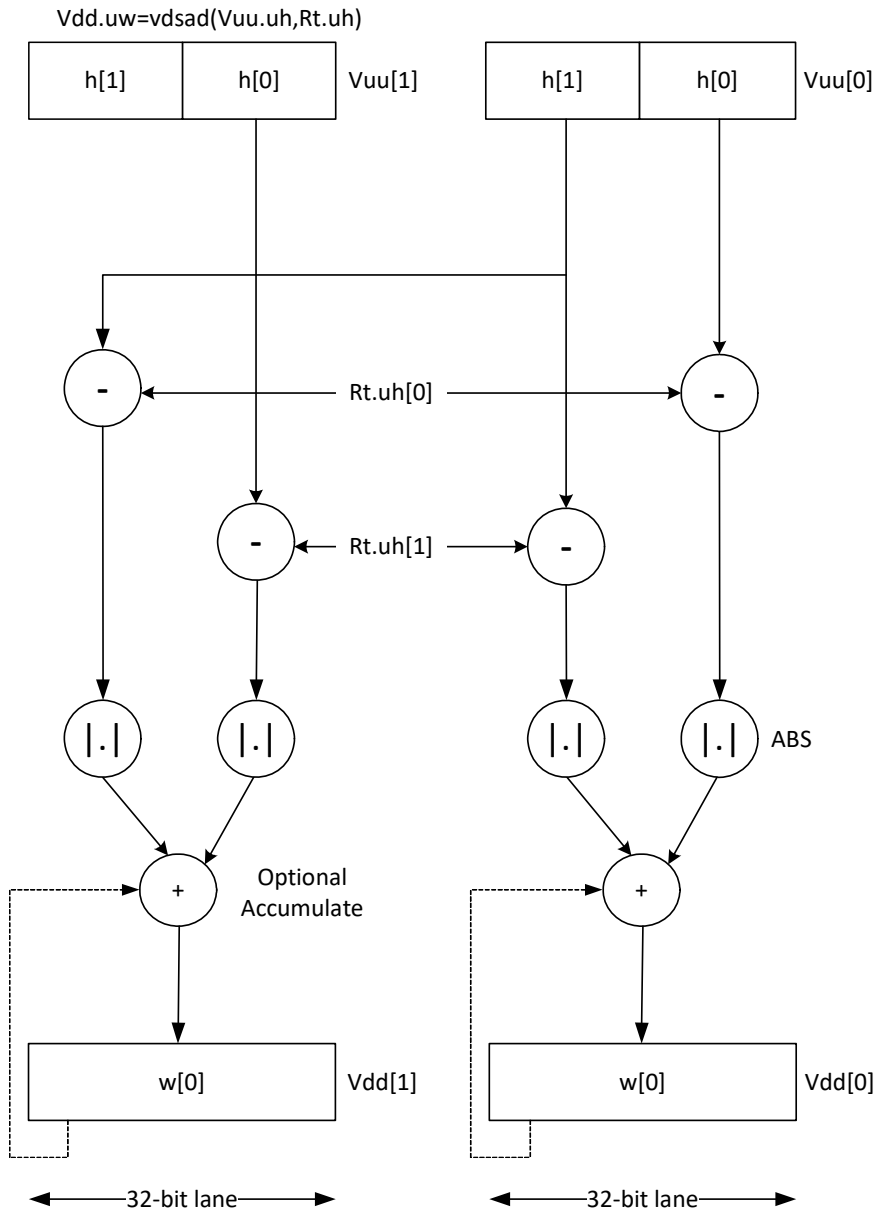 Vdd.uw=vdsad(Vuu.uh,Rt.uh)
h[1] h[0] Vuu[1] h[1] h[0] Vuu[0]
- Rt.uh[0] -
- Rt.uh[1] -
|.| |.| |.| |.| ABS
+ Optional +
Accumulate
w[0] Vdd[1] w[0] Vdd[0]
32-bit lane 32-bit lane